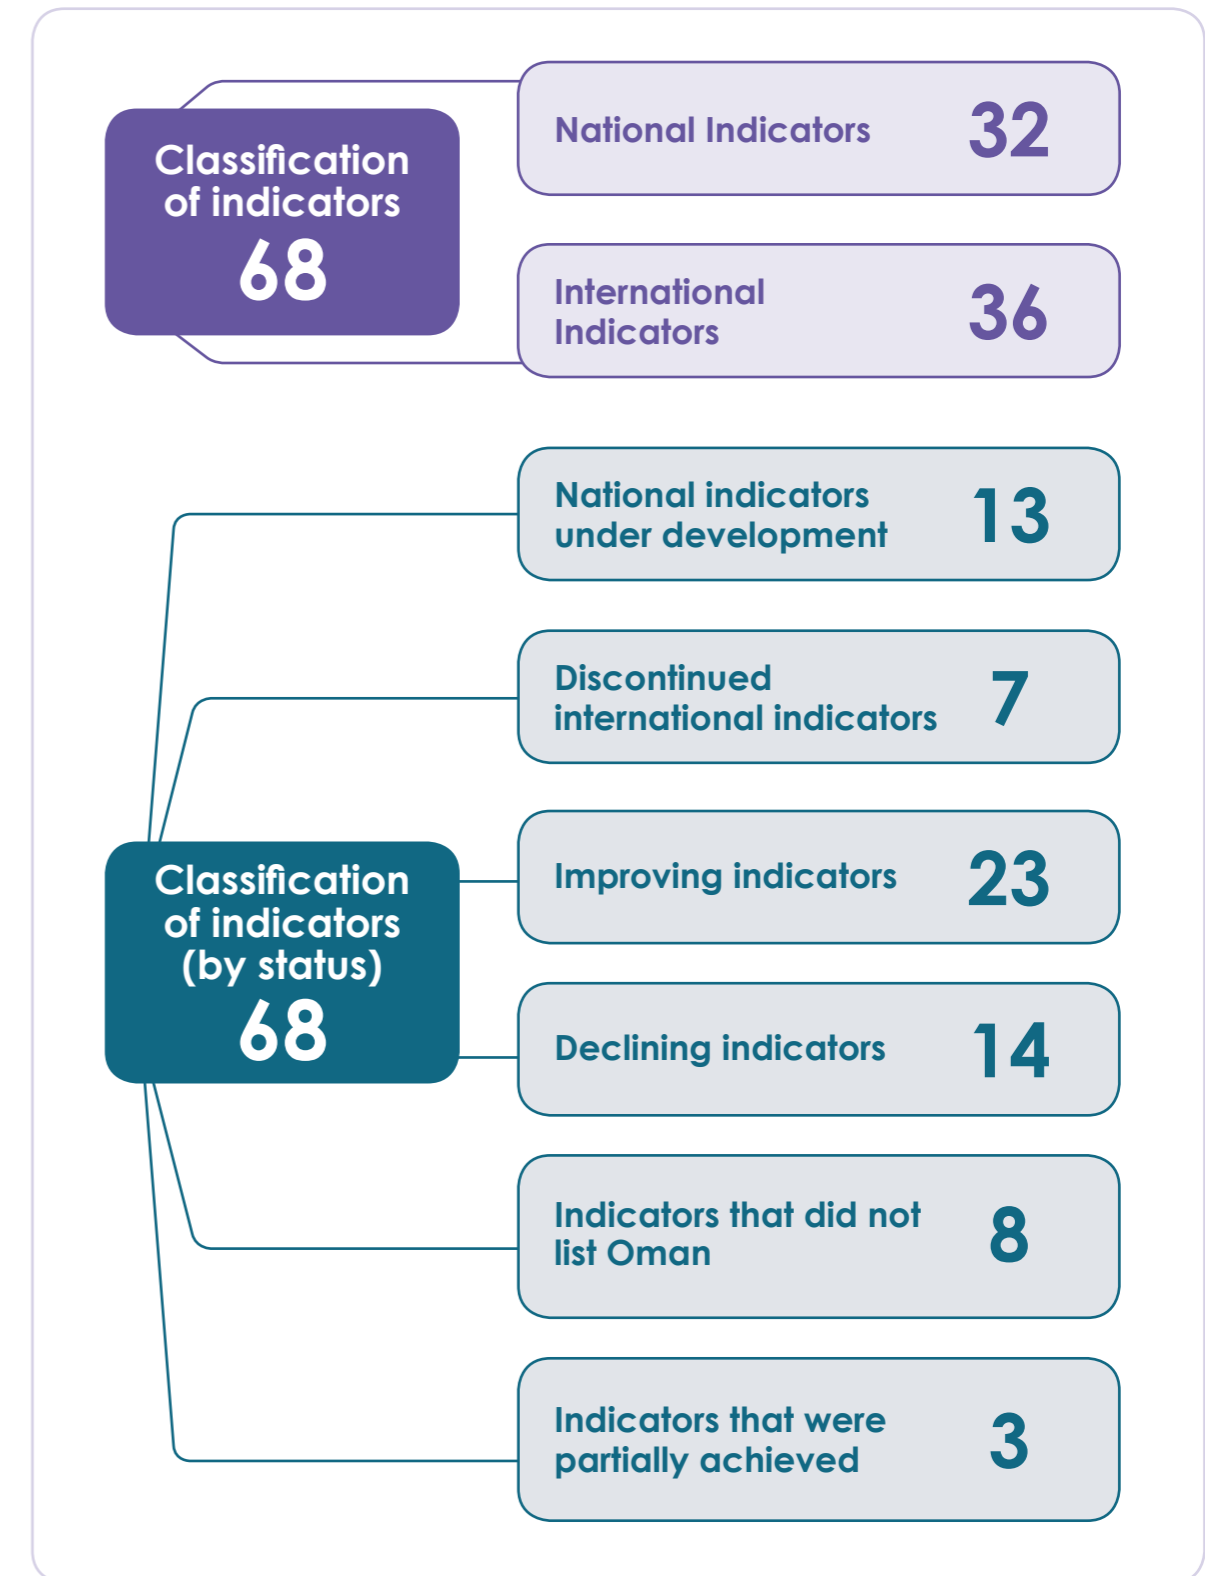 Classification
of indicators
68
National Indicators 32
International
Indicators
36
National indicators
under development
13
Discontinued
international indicators
7
Classification
of indicators
(by status)
68
Improving indicators 23
Declining indicators 14
Indicators that did not
list Oman
8
Indicators that were
partially achieved
3